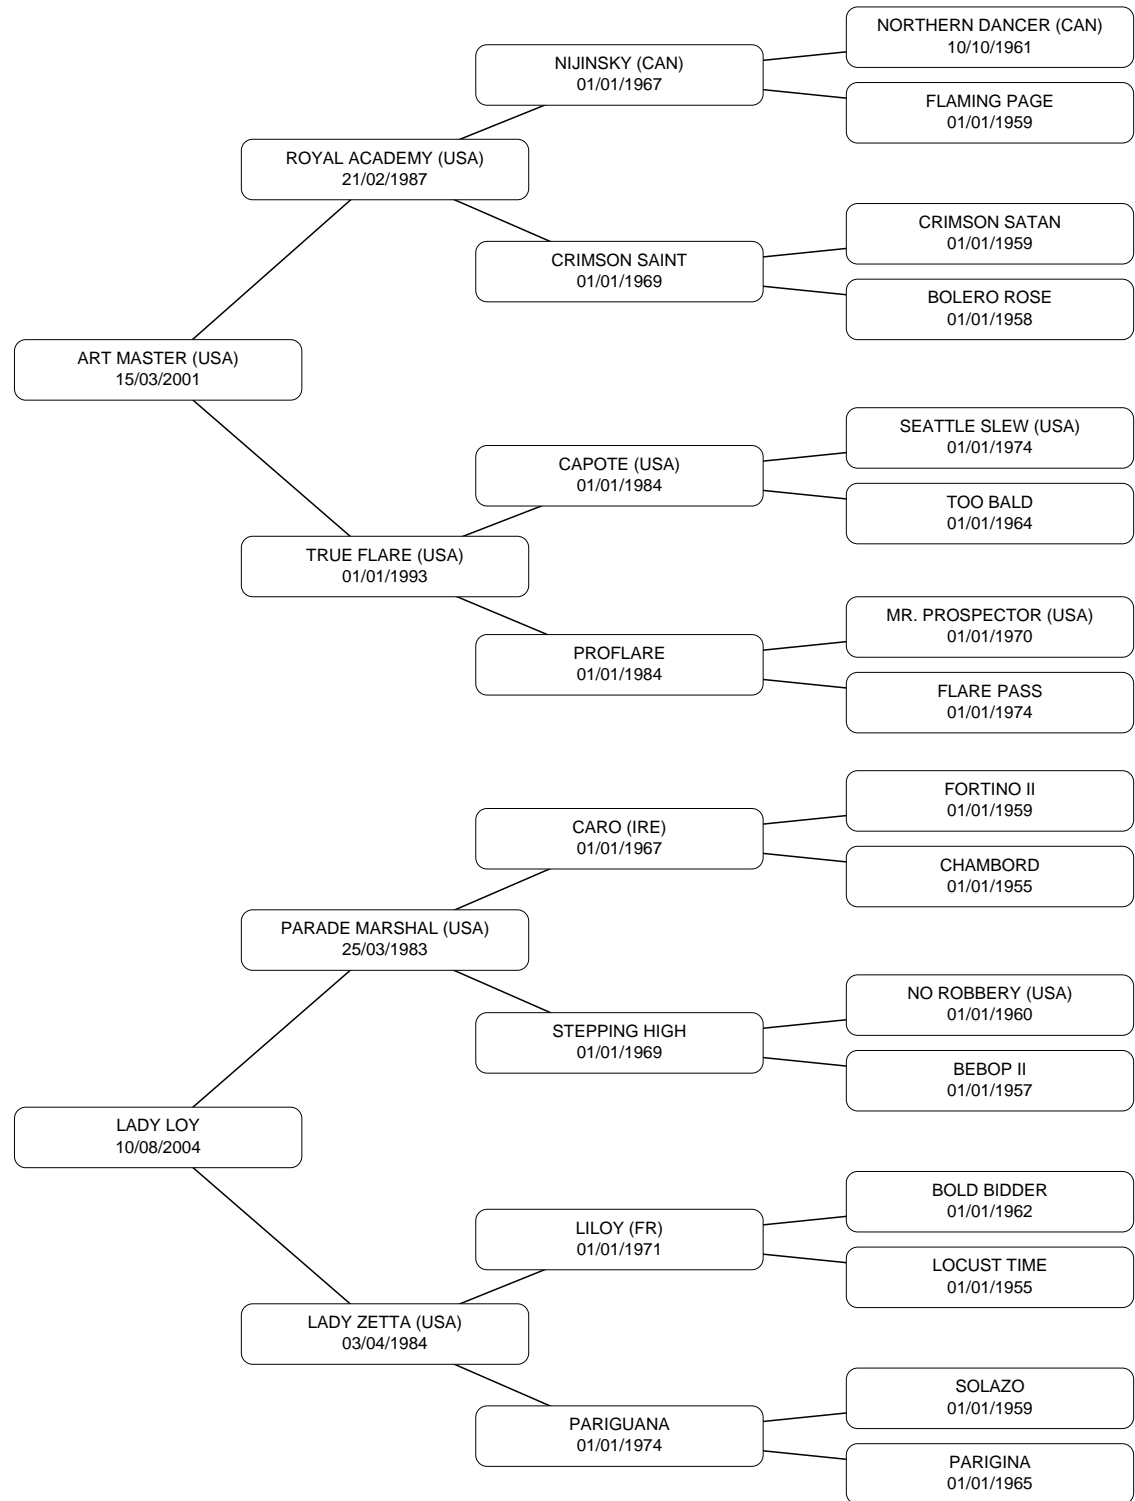 NORTHERN DANCER (CAN)
10/10/1961
NIJINSKY (CAN)
01/01/1967
FLAMING PAGE
01/01/1959
ROYAL ACADEMY (USA)
21/02/1987
CRIMSON SATAN
01/01/1959
CRIMSON SAINT
01/01/1969
BOLERO ROSE
01/01/1958
ART MASTER (USA)
15/03/2001
SEATTLE SLEW (USA)
01/01/1974
CAPOTE (USA)
01/01/1984
TOO BALD
01/01/1964
TRUE FLARE (USA)
01/01/1993
MR. PROSPECTOR (USA)
01/01/1970
PROFLARE
01/01/1984
FLARE PASS
01/01/1974
FORTINO II
01/01/1959
CARO (IRE)
01/01/1967
CHAMBORD
01/01/1955
PARADE MARSHAL (USA)
25/03/1983
NO ROBBERY (USA)
01/01/1960
STEPPING HIGH
01/01/1969
BEBOP II
01/01/1957
LADY LOY
10/08/2004
BOLD BIDDER
01/01/1962
LILOY (FR)
01/01/1971
LOCUST TIME
01/01/1955
LADY ZETTA (USA)
03/04/1984
SOLAZO
01/01/1959
PARIGUANA
01/01/1974
PARIGINA
01/01/1965